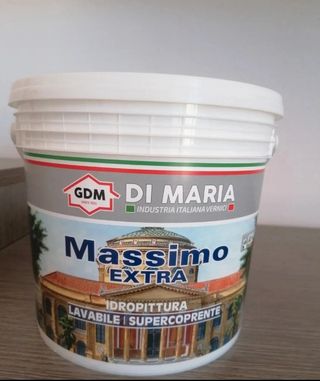 GDM
DI MARIA
INDUSTRIA ITALIANA VERNICI
Massimo
EXTRA
IDROPITTURA
LAVABILE | SUPERCOPRENTE